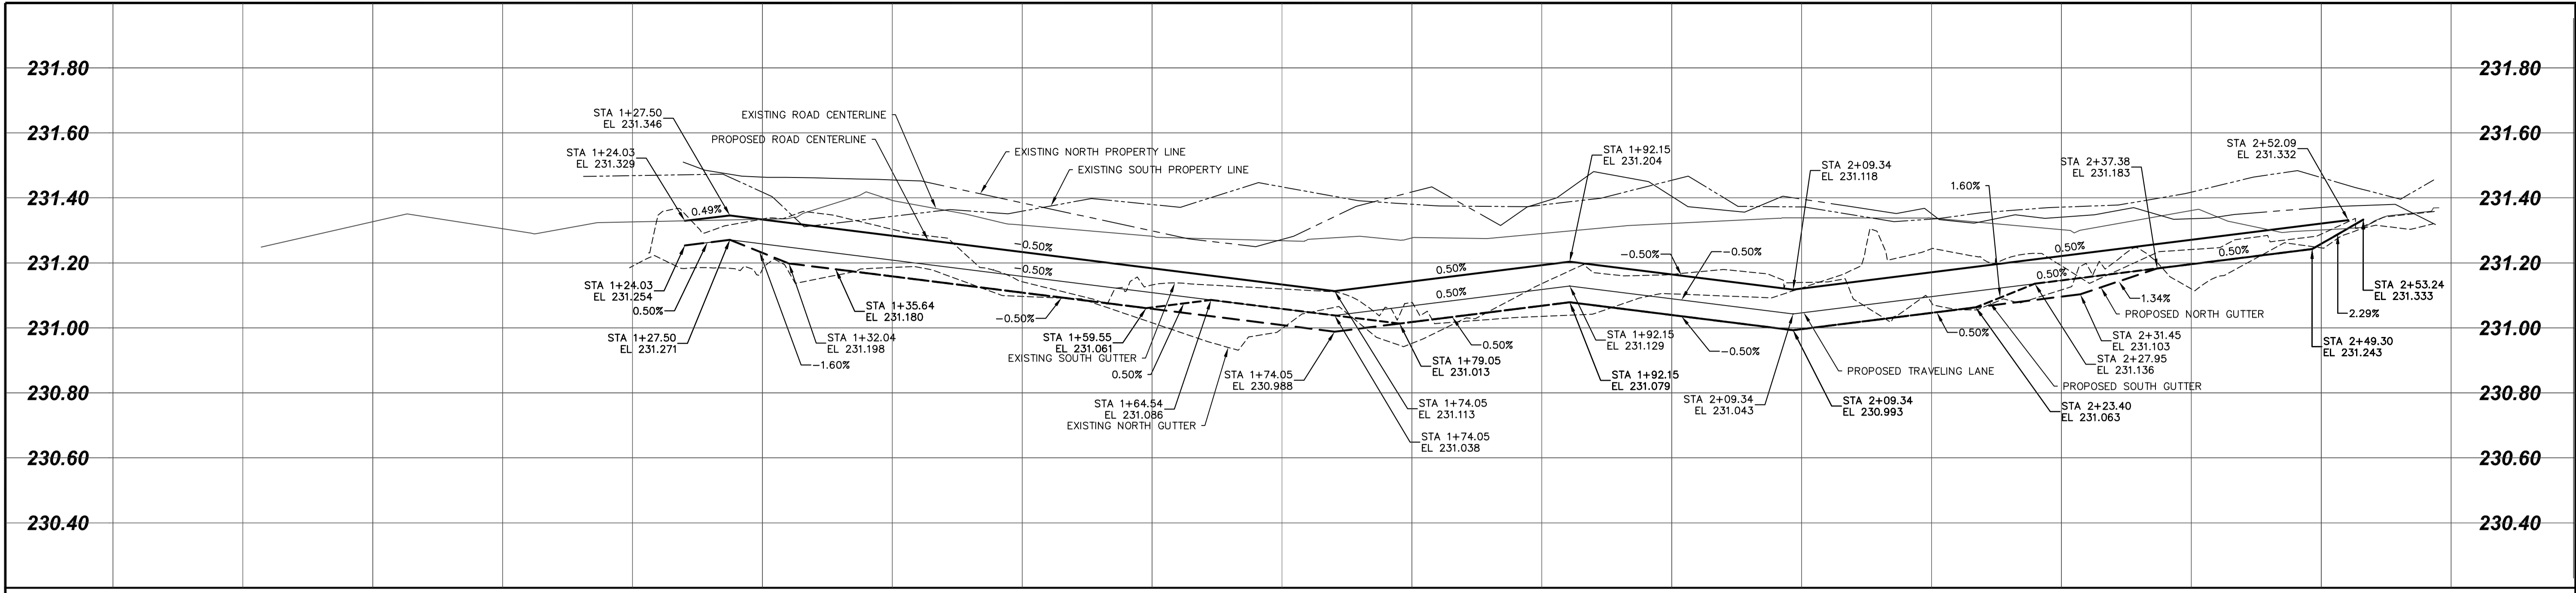 231.80
231.80
231.60
231.60
231.40
231.40
231.20
231.20
231.00
231.00
230.80
230.80
230.60
230.60
230.40
230.40
STA 1+27.50
EL 231.346
EXISTING ROAD CENTERLINE
PROPOSED ROAD CENTERLINE
STA 1+24.03
EL 231.329
EXISTING NORTH PROPERTY LINE
EXISTING SOUTH PROPERTY LINE
STA 1+92.15
EL 231.204
STA 2+09.34
EL 231.118
1.60%
STA 2+37.38
EL 231.183
STA 2+52.09
EL 231.332
0.49%
-0.50%
-0.50%
0.50%
0.50%
-0.50%
-0.50%
0.50%
0.50%
0.50%
STA 1+24.03
EL 231.254
0.50%
STA 1+27.50
EL 231.271
-1.60%
STA 1+32.04
EL 231.198
STA 1+35.64
EL 231.180
-0.50%
STA 1+59.55
EL 231.061
EXISTING SOUTH GUTTER
0.50%
STA 1+64.54
EL 231.086
EXISTING NORTH GUTTER
STA 1+74.05
EL 230.988
STA 1+79.05
EL 231.013
STA 1+74.05
EL 231.113
STA 1+74.05
EL 231.038
0.50%
STA 1+92.15
EL 231.129
STA 1+92.15
EL 231.079
-0.50%
STA 2+09.34
EL 231.043
PROPOSED TRAVELING LANE
STA 2+09.34
EL 230.993
-0.50%
STA 2+23.40
EL 231.063
PROPOSED SOUTH GUTTER
STA 2+27.95
EL 231.136
STA 2+31.45
EL 231.103
PROPOSED NORTH GUTTER
1.34%
STA 2+49.30
EL 231.243
2.29%
STA 2+53.24
EL 231.333